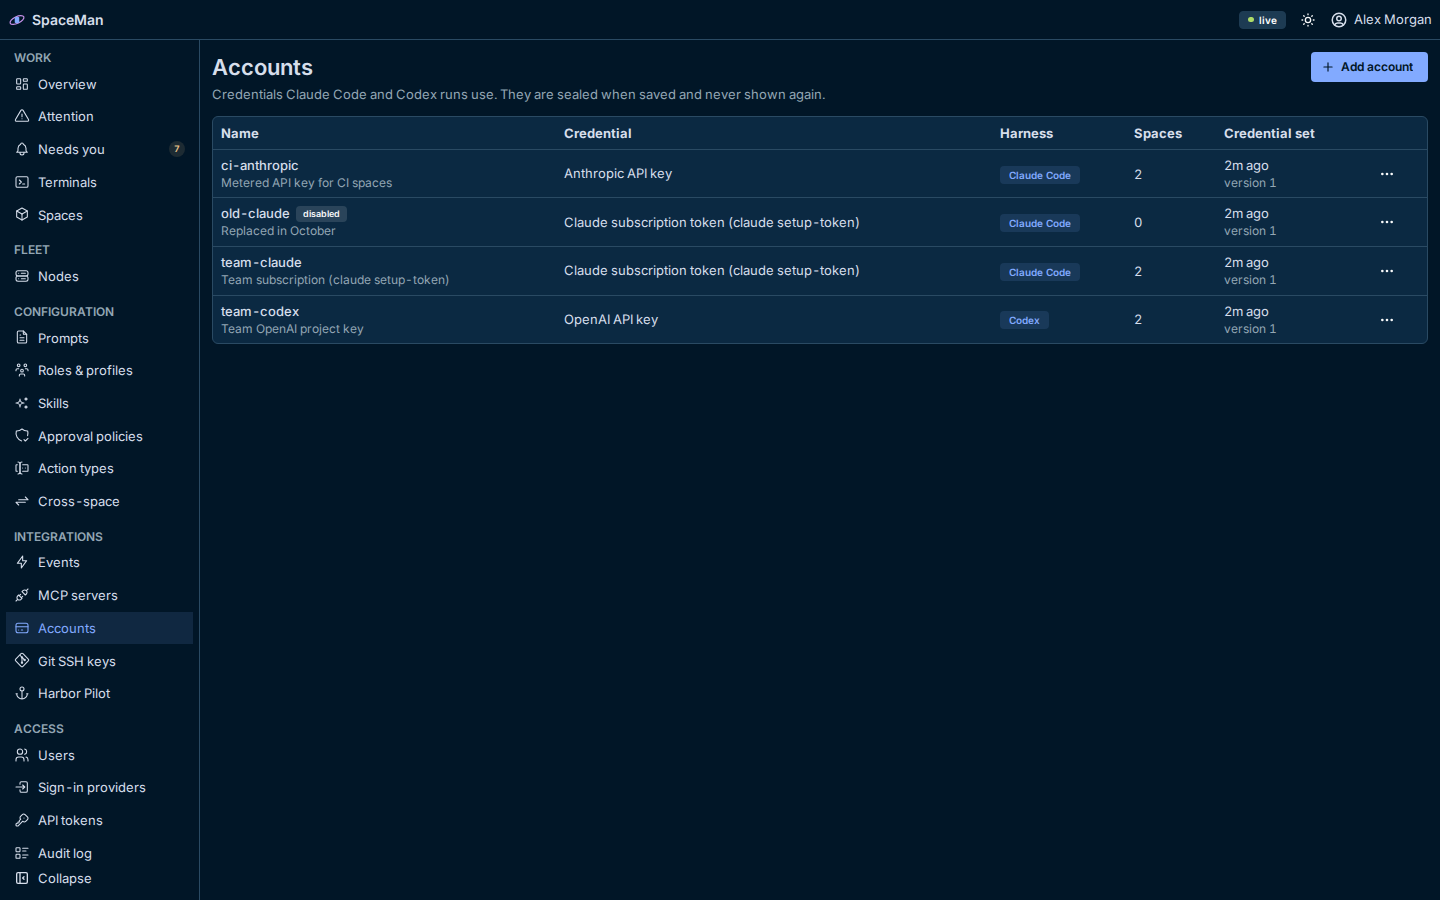 SpaceMan
live
Alex Morgan
WORK
Overview
Attention
Needs you 7
Terminals
Spaces
FLEET
Nodes
CONFIGURATION
Prompts
Roles & profiles
Skills
Approval policies
Action types
Cross-space
INTEGRATIONS
Events
MCP servers
Accounts
Git SSH keys
Harbor Pilot
ACCESS
Users
Sign-in providers
API tokens
Audit log
Collapse
Accounts
Add account
Credentials Claude Code and Codex runs use. They are sealed when saved and never shown again.
Name Credential Harness Spaces Credential set
ci-anthropic Anthropic API key Claude Code 2 2m ago
Metered API key for CI spaces version 1
old-claude disabled Claude subscription token (claude setup-token) Claude Code 0 2m ago
Replaced in October version 1
team-claude Claude subscription token (claude setup-token) Claude Code 2 2m ago
Team subscription (claude setup-token) version 1
team-codex OpenAI API key Codex 2 2m ago
Team OpenAI project key version 1